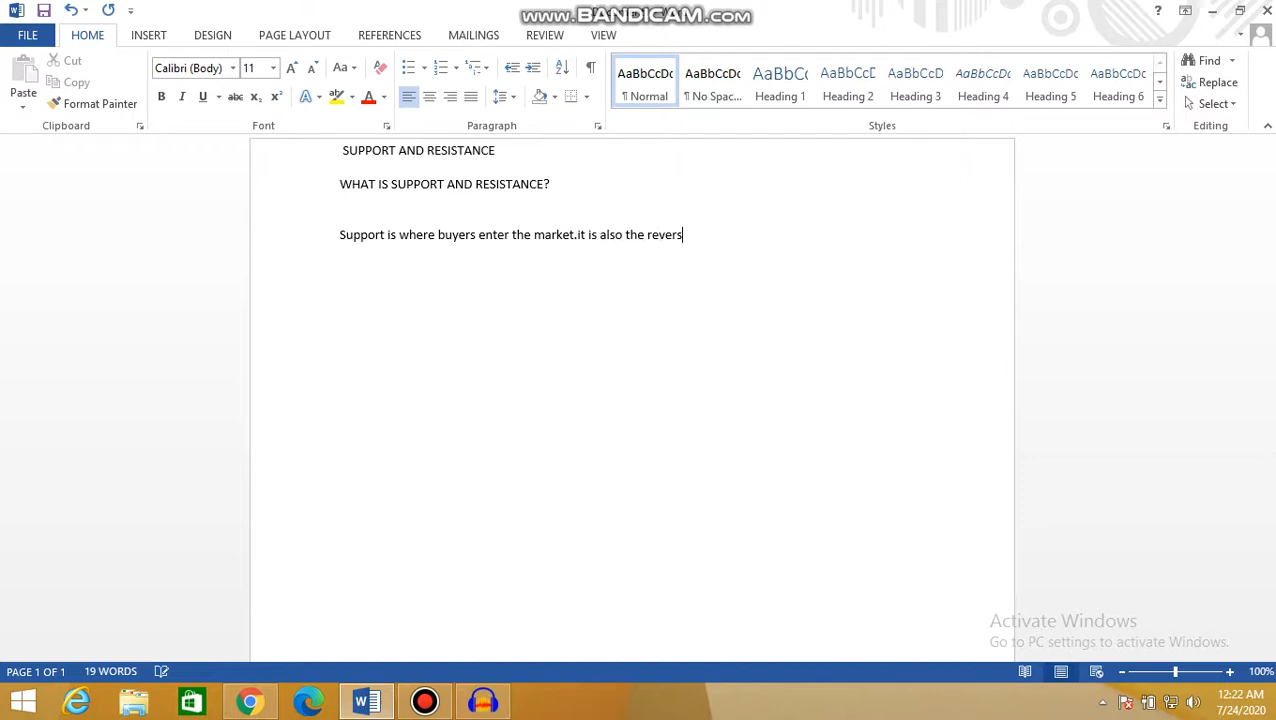 www.BANDICAM.com
FILE HOME INSERT DESIGN PAGE LAYOUT REFERENCES MAILINGS REVIEW VIEW
Paste
Cut
Copy
Format Painter
Clipboard
Calibri (Body) 11
Font
Paragraph
AaBbCcDc AaBbCcDc AaBbCc AaBbCcE AaBbCcD AaBbCcDc AaBbCcDc AaBbCcDc
¶ Normal ¶ No Spac... Heading 1 Heading 2 Heading 3 Heading 4 Heading 5 Heading 6
Styles
Find
Replace
Select
Editing
SUPPORT AND RESISTANCE
WHAT IS SUPPORT AND RESISTANCE?
Support is where buyers enter the market.it is also the revers
Activate Windows
Go to PC settings to activate Windows.
PAGE 1 OF 1 19 WORDS 100%
12:22 AM
7/24/2020